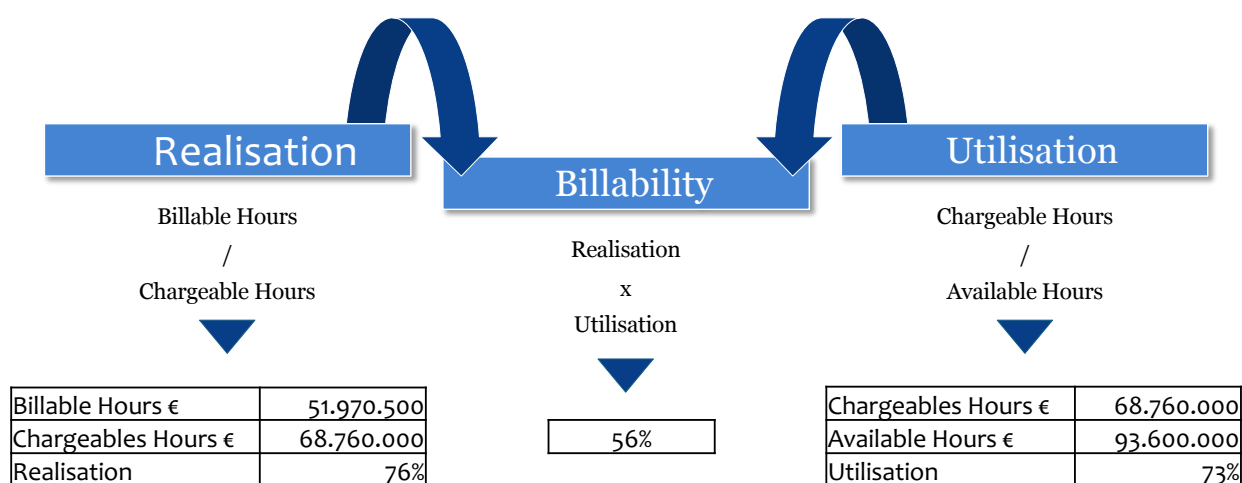 Realisation
Billable Hours
/
Chargeable Hours
Billable Hours € 51.970.500
Chargeables Hours € 68.760.000
Realisation 76%
Billability
Realisation
x
Utilisation
56%
Utilisation
Chargeable Hours
/
Available Hours
Chargeables Hours € 68.760.000
Available Hours € 93.600.000
Utilisation 73%